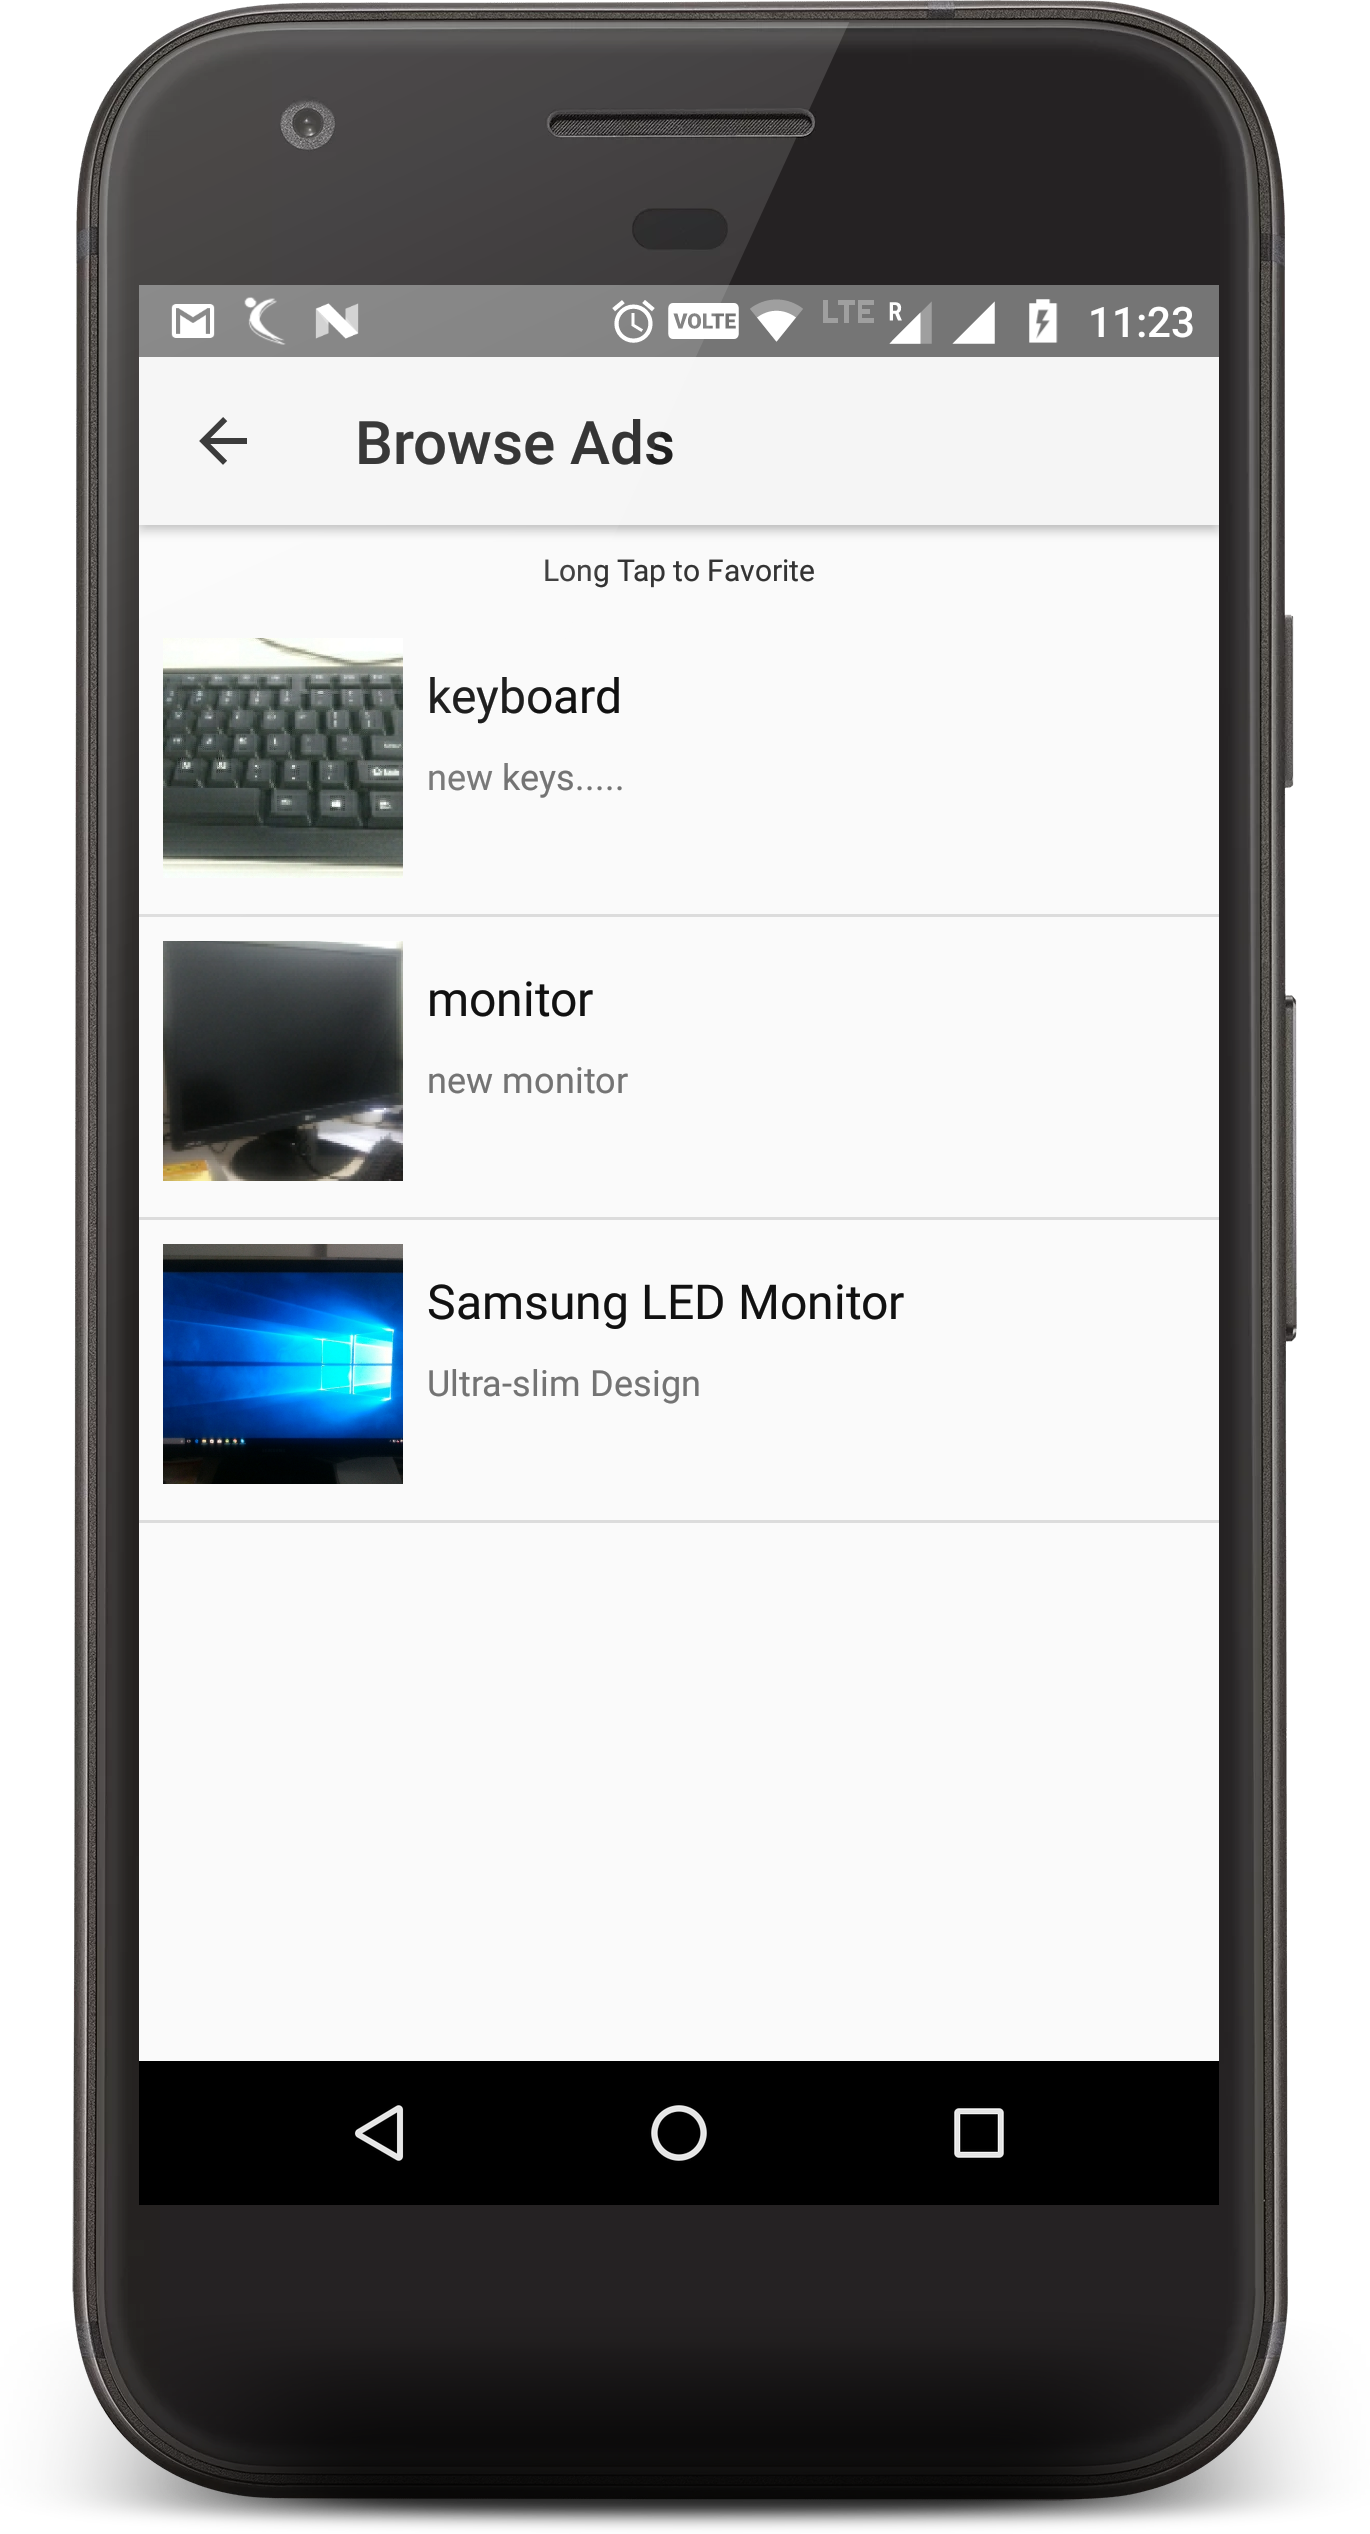 VOLTE LTE R 11:23
Browse Ads
Long Tap to Favorite
keyboard
new keys.....
monitor
new monitor
Samsung LED Monitor
Ultra-slim Design